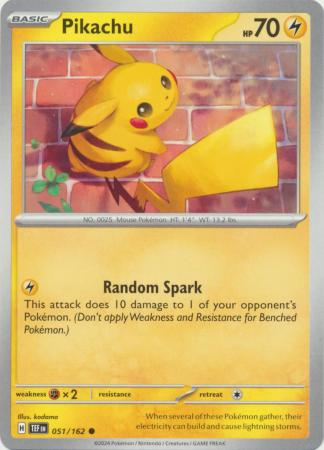 BASIC
Pikachu
HP 70
NO. 0025 Mouse Pokémon HT: 1'4" WT: 13.2 lbs.
Random Spark
This attack does 10 damage to 1 of your opponent's
Pokémon. (Don't apply Weakness and Resistance for Benched
Pokémon.)
weakness ×2 resistance retreat
Illus. kodama
H TEF EN 051/162
When several of these Pokémon gather, their
electricity can build and cause lightning storms.
©2024 Pokémon / Nintendo / Creatures / GAME FREAK